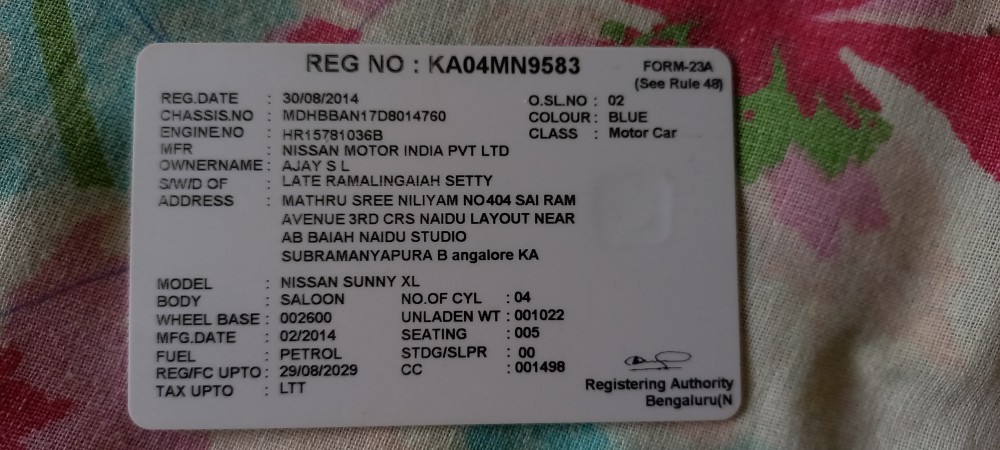 REG NO : KA04MN9583
FORM-23A
(See Rule 48)
REG.DATE : 30/08/2014 O.SL.NO : 02
CHASSIS.NO : MDHBBAN17D8014760 COLOUR : BLUE
ENGINE.NO : HR15781036B CLASS : Motor Car
MFR : NISSAN MOTOR INDIA PVT LTD
OWNERNAME : AJAY S L
S/W/D OF : LATE RAMALINGAIAH SETTY
ADDRESS : MATHRU SREE NILIYAM NO404 SAI RAM
AVENUE 3RD CRS NAIDU LAYOUT NEAR
AB BAIAH NAIDU STUDIO
SUBRAMANYAPURA B angalore KA
MODEL : NISSAN SUNNY XL
BODY : SALOON NO.OF CYL : 04
WHEEL BASE : 002600 UNLADEN WT : 001022
MFG.DATE : 02/2014 SEATING : 005
FUEL : PETROL STDG/SLPR : 00
REG/FC UPTO : 29/08/2029 CC : 001498
TAX UPTO : LTT
Registering Authority
Bengaluru(N